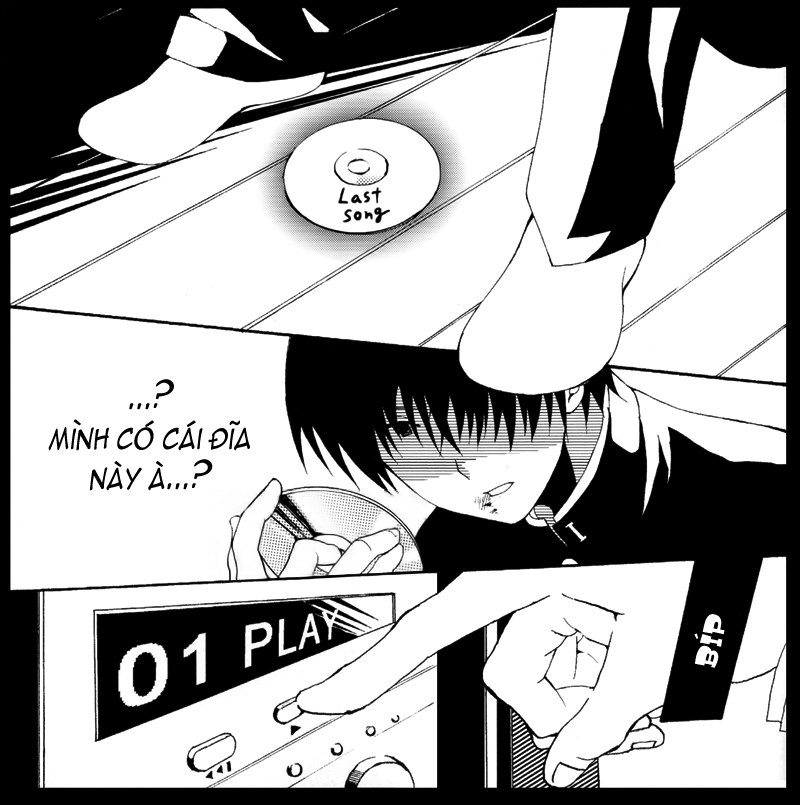 Last
song
...?
MÌNH CÓ CÁI ĐĨA
NÀY À...?
I
01 PLAY
BÍP